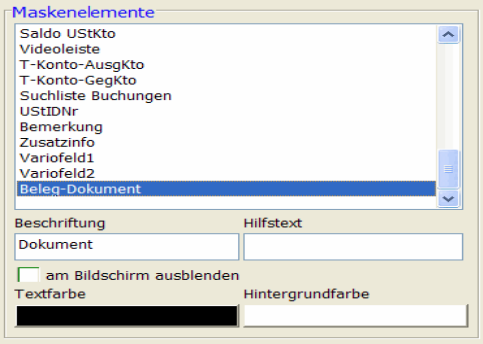 Maskenelemente
Saldo UStKto
Videoleiste
T-Konto-AusgKto
T-Konto-GegKto
Suchliste Buchungen
UStIDNr
Bemerkung
Zusatzinfo
Variofeld1
Variofeld2
Beleg-Dokument
Beschriftung Hilfstext
Dokument
am Bildschirm ausblenden
Textfarbe Hintergrundfarbe